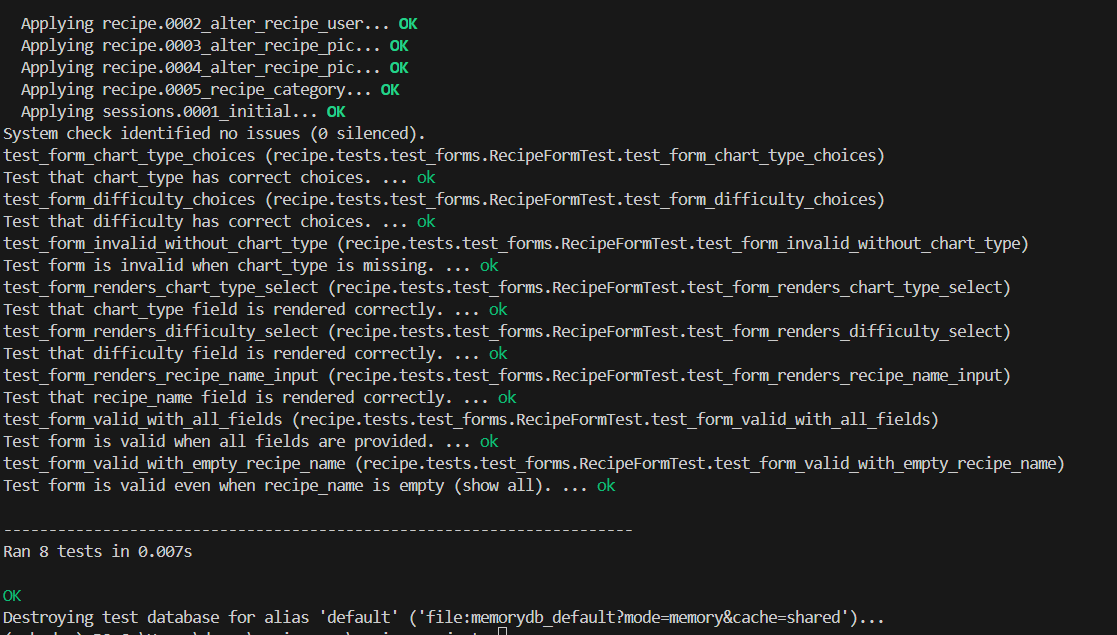 Applying recipe.0002_alter_recipe_user... OK
Applying recipe.0003_alter_recipe_pic... OK
Applying recipe.0004_alter_recipe_pic... OK
Applying recipe.0005_recipe_category... OK
Applying sessions.0001_initial... OK
System check identified no issues (0 silenced).
test_form_chart_type_choices (recipe.tests.test_forms.RecipeFormTest.test_form_chart_type_choices)
Test that chart_type has correct choices. ... ok
test_form_difficulty_choices (recipe.tests.test_forms.RecipeFormTest.test_form_difficulty_choices)
Test that difficulty has correct choices. ... ok
test_form_invalid_without_chart_type (recipe.tests.test_forms.RecipeFormTest.test_form_invalid_without_chart_type)
Test form is invalid when chart_type is missing. ... ok
test_form_renders_chart_type_select (recipe.tests.test_forms.RecipeFormTest.test_form_renders_chart_type_select)
Test that chart_type field is rendered correctly. ... ok
test_form_renders_difficulty_select (recipe.tests.test_forms.RecipeFormTest.test_form_renders_difficulty_select)
Test that difficulty field is rendered correctly. ... ok
test_form_renders_recipe_name_input (recipe.tests.test_forms.RecipeFormTest.test_form_renders_recipe_name_input)
Test that recipe_name field is rendered correctly. ... ok
test_form_valid_with_all_fields (recipe.tests.test_forms.RecipeFormTest.test_form_valid_with_all_fields)
Test form is valid when all fields are provided. ... ok
test_form_valid_with_empty_recipe_name (recipe.tests.test_forms.RecipeFormTest.test_form_valid_with_empty_recipe_name)
Test form is valid even when recipe_name is empty (show all). ... ok
----------------------------------------------------------------------
Ran 8 tests in 0.007s
OK
Destroying test database for alias 'default' ('file:memorydb_default?mode=memory&cache=shared')...